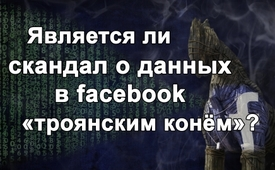 Является ли
скандал о данных
в facebook
«троянским конём»?